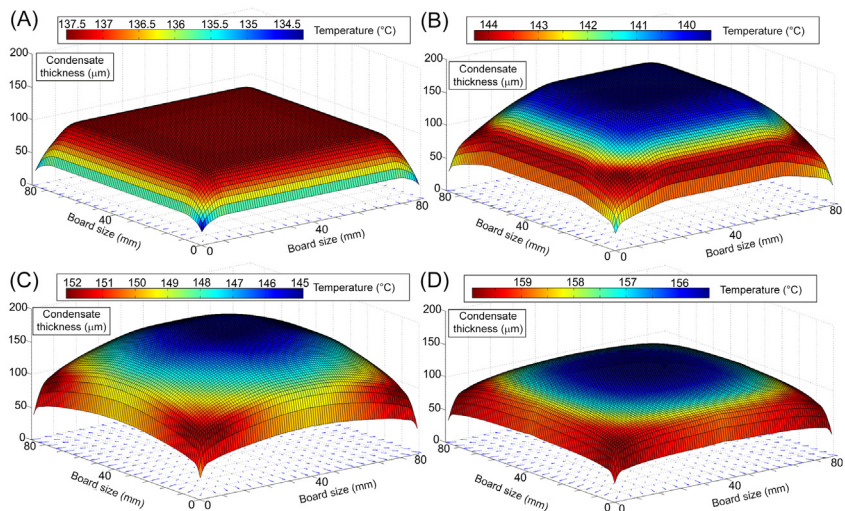 (A)
137.5 137 136.5 136 135.5 135 134.5
Temperature (°C)
Condensate
thickness (μm)
200
150
100
50
0
80
40
0
Board size (mm)
0
40
80
Board size (mm)
(B)
144 143 142 141 140
Temperature (°C)
Condensate
thickness (μm)
200
150
100
50
0
80
40
0
Board size (mm)
0
40
80
Board size (mm)
(C)
152 151 150 149 148 147 146 145
Temperature (°C)
Condensate
thickness (μm)
200
150
100
50
0
80
40
0
Board size (mm)
0
40
80
Board size (mm)
(D)
159 158 157 156
Temperature (°C)
Condensate
thickness (μm)
200
150
100
50
0
80
40
0
Board size (mm)
0
40
80
Board size (mm)